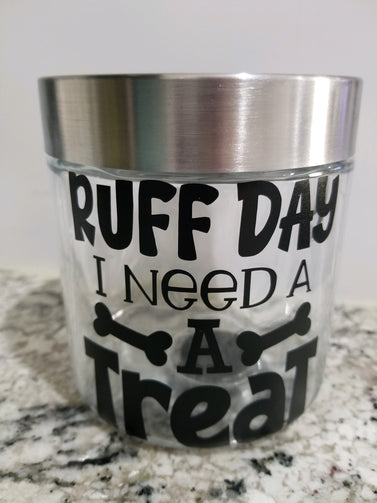 RUFF DAY
I NeeD A
A
TreaT